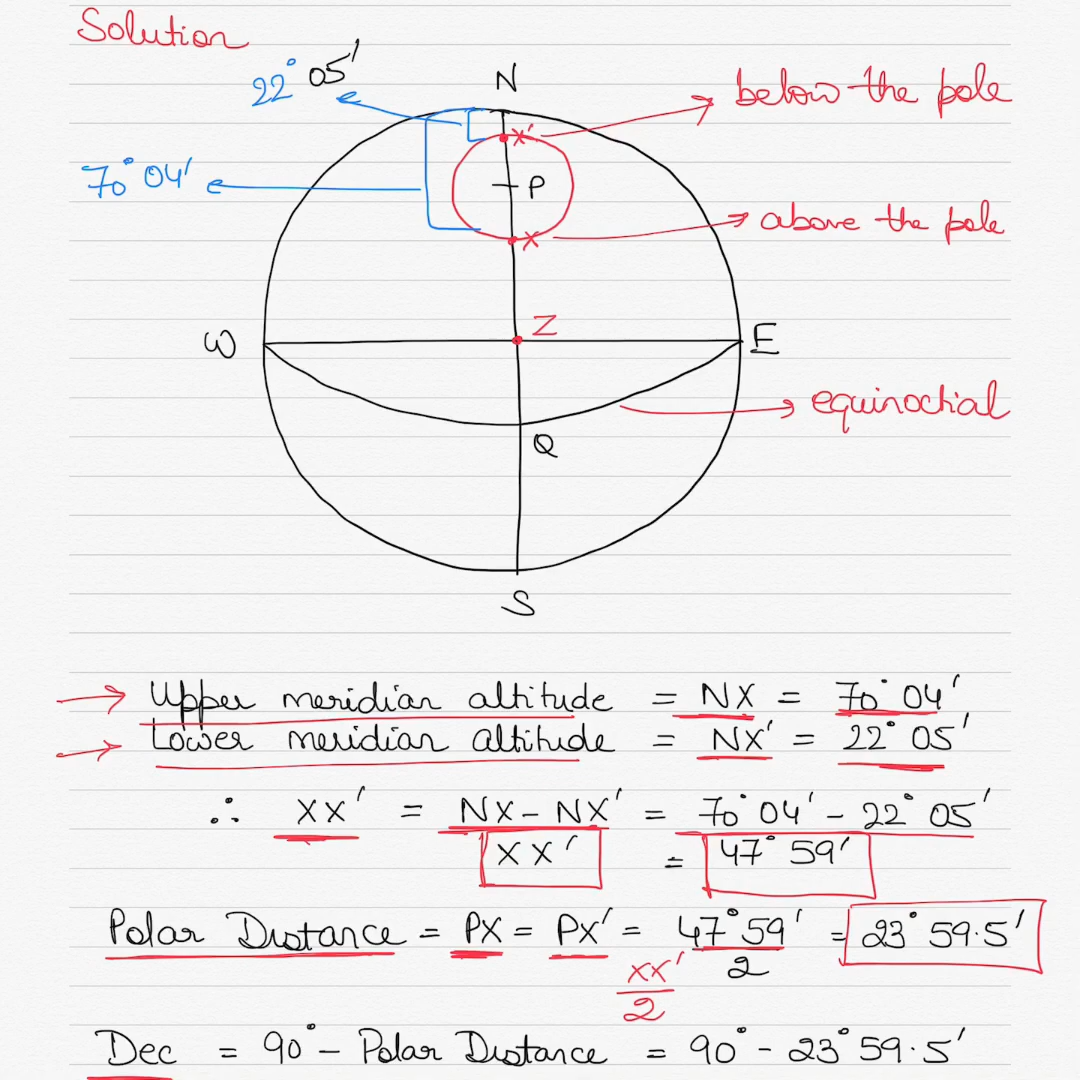 Solution
22° 05′
N
below the pole
x′
70° 04′
P
above the pole
x
Z
W
E
equinoctial
Q
S
Upper meridian altitude = NX = 70° 04′
Lower meridian altitude = NX′ = 22° 05′
∴ XX′ = NX - NX′ = 70° 04′ - 22° 05′
XX′ = 47° 59′
Polar Distance = PX = PX′ = 47° 59′ / 2 = 23° 59.5′
XX′ / 2
Dec = 90° - Polar Distance = 90° - 23° 59.5′